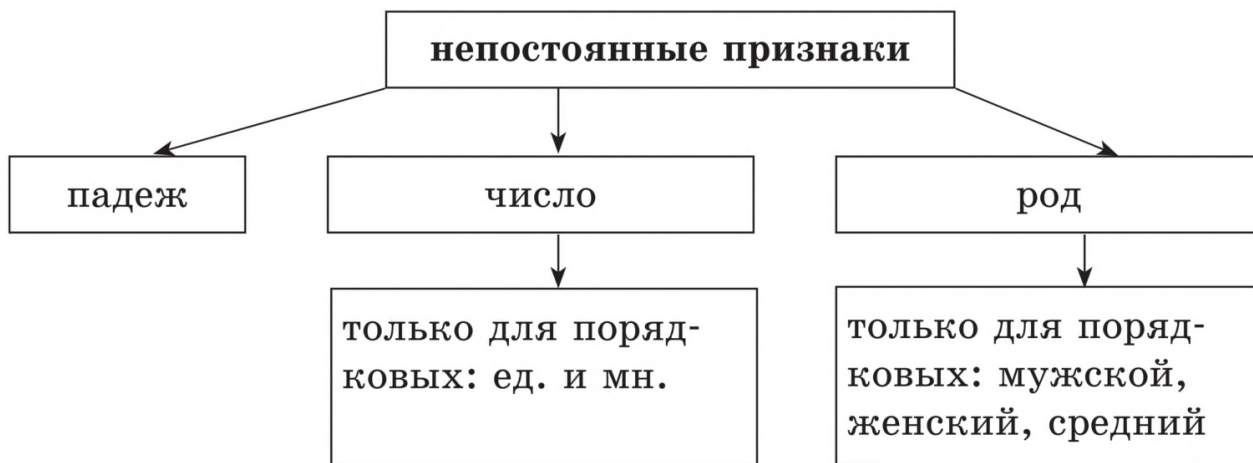 непостоянные признаки
падеж
число
род
только для поряд-
ковых: ед. и мн.
только для поряд-
ковых: мужской,
женский, средний